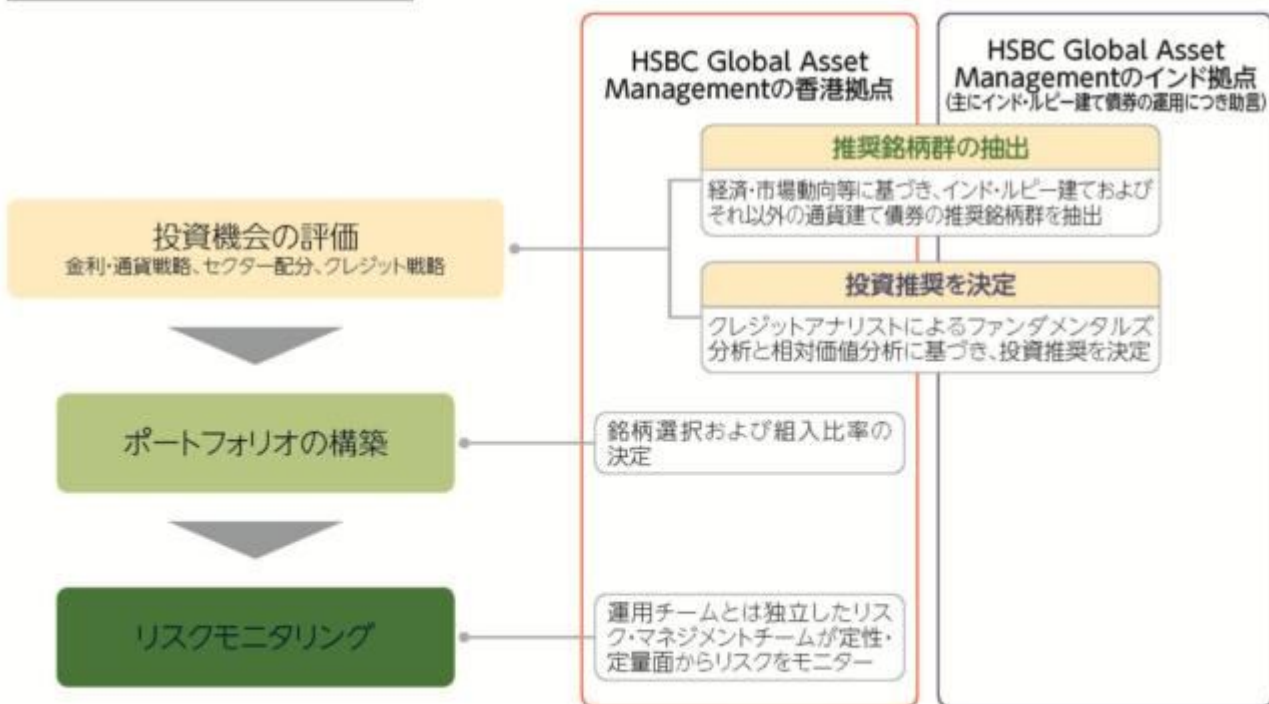 HSBC Global Asset
Managementの香港拠点
HSBC Global Asset
Managementのインド拠点
(主にインド・ルピー建て債券の運用につき助言)
推奨銘柄群の抽出
経済・市場動向等に基づき、インド・ルピー建ておよび
それ以外の通貨建て債券の推奨銘柄群を抽出
投資機会の評価
金利・通貨戦略、セクター配分、クレジット戦略
投資推奨を決定
クレジットアナリストによるファンダメンタルズ
分析と相対価値分析に基づき、投資推奨を決定
ポートフォリオの構築
銘柄選択および組入比率の
決定
リスクモニタリング
運用チームとは独立したリス
ク・マネジメントチームが定性・
定量面からリスクをモニター